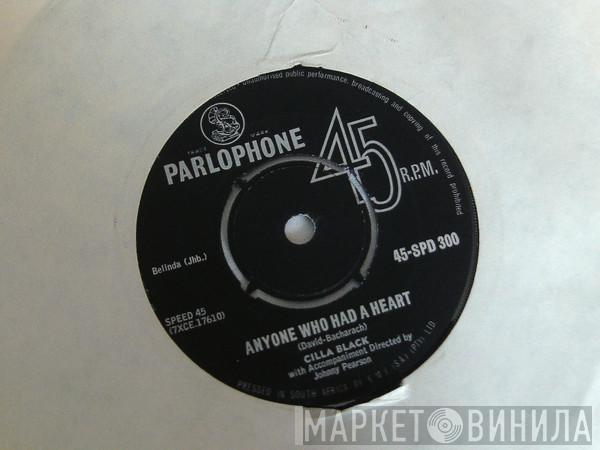 unauthorised public performance, broadcasting and copying of this record prohibited
TRADE MARK
PARLOPHONE
45
R.P.M.
45-SPD 300
Belinda (Jhb.)
SPEED 45
(7XCE.17610)
ANYONE WHO HAD A HEART
(David-Bacharach)
CILLA BLACK
with Accompaniment Directed by
Johnny Pearson
PRESSED IN SOUTH AFRICA BY E.M.I. (S.A.) (PTY) LTD
МАРКЕТ ВИНИЛА